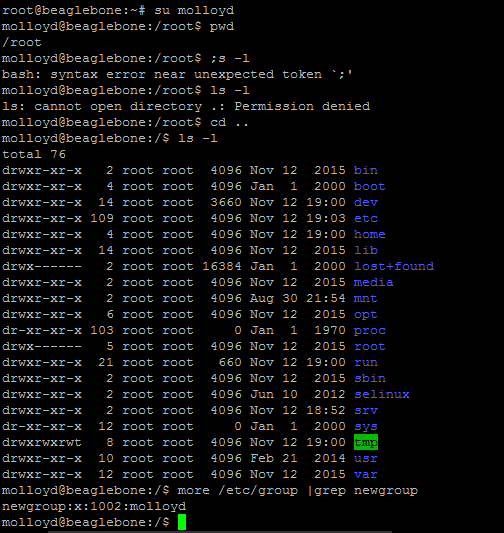 root@beaglebone:~# su molloyd
molloyd@beaglebone:/root$ pwd
/root
molloyd@beaglebone:/root$ ;s -l
bash: syntax error near unexpected token `;'
molloyd@beaglebone:/root$ ls -l
ls: cannot open directory .: Permission denied
molloyd@beaglebone:/root$ cd ..
molloyd@beaglebone:/$ ls -l
total 76
drwxr-xr-x   2 root root  4096 Nov 12  2015 bin
drwxr-xr-x   4 root root  4096 Jan  1  2000 boot
drwxr-xr-x  14 root root  3660 Nov 12 19:00 dev
drwxr-xr-x 109 root root  4096 Nov 12 19:03 etc
drwxr-xr-x   4 root root  4096 Nov 12 19:00 home
drwxr-xr-x  14 root root  4096 Nov 12  2015 lib
drwx------   2 root root 16384 Jan  1  2000 lost+found
drwxr-xr-x   2 root root  4096 Nov 12  2015 media
drwxr-xr-x   2 root root  4096 Aug 30 21:54 mnt
drwxr-xr-x   6 root root  4096 Nov 12  2015 opt
dr-xr-xr-x 103 root root     0 Jan  1  1970 proc
drwx------   5 root root  4096 Nov 12  2015 root
drwxr-xr-x  21 root root   660 Nov 12 19:00 run
drwxr-xr-x   2 root root  4096 Nov 12  2015 sbin
drwxr-xr-x   2 root root  4096 Jun 10  2012 selinux
drwxr-xr-x   2 root root  4096 Nov 12 18:52 srv
dr-xr-xr-x  12 root root     0 Jan  1  2000 sys
drwxrwxrwt   8 root root  4096 Nov 12 19:00 tmp
drwxr-xr-x  10 root root  4096 Feb 21  2014 usr
drwxr-xr-x  12 root root  4096 Nov 12  2015 var
molloyd@beaglebone:/$ more /etc/group |grep newgroup
newgroup:x:1002:molloyd
molloyd@beaglebone:/$